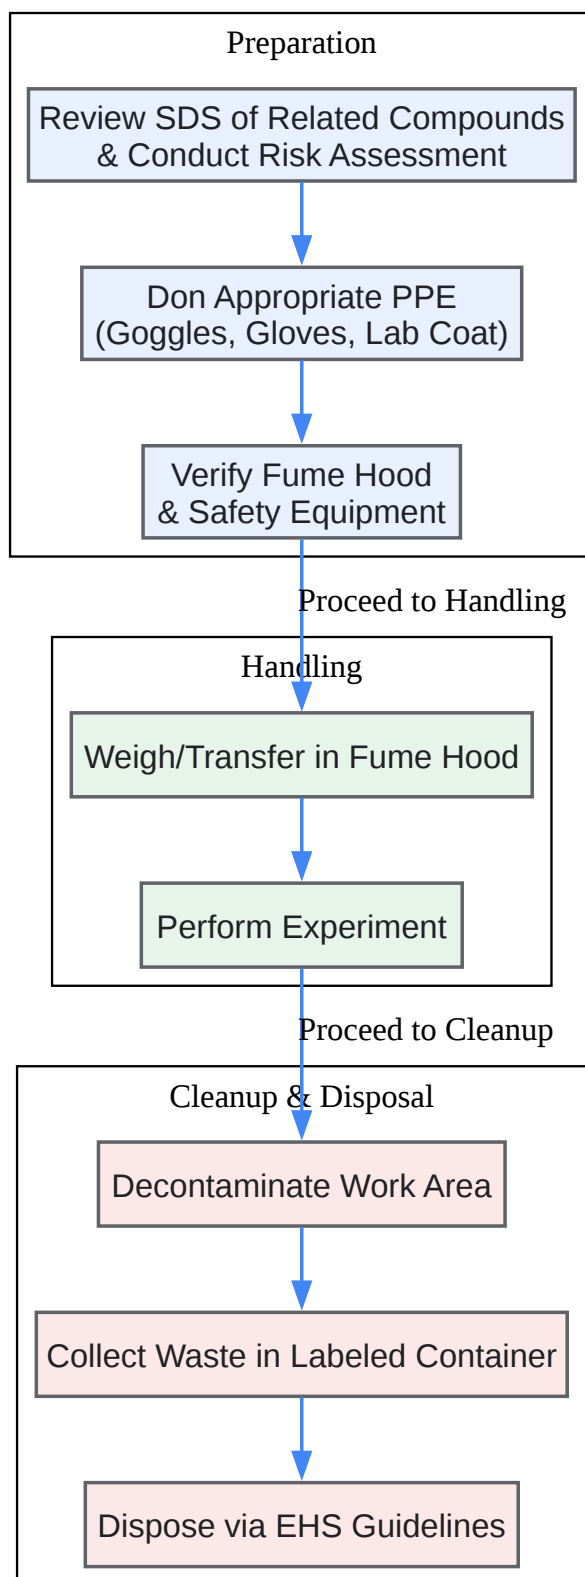 Preparation
Review SDS of Related Compounds
& Conduct Risk Assessment
Don Appropriate PPE
(Goggles, Gloves, Lab Coat)
Verify Fume Hood
& Safety Equipment
Proceed to Handling
Handling
Weigh/Transfer in Fume Hood
Perform Experiment
Proceed to Cleanup
Cleanup & Disposal
Decontaminate Work Area
Collect Waste in Labeled Container
Dispose via EHS Guidelines